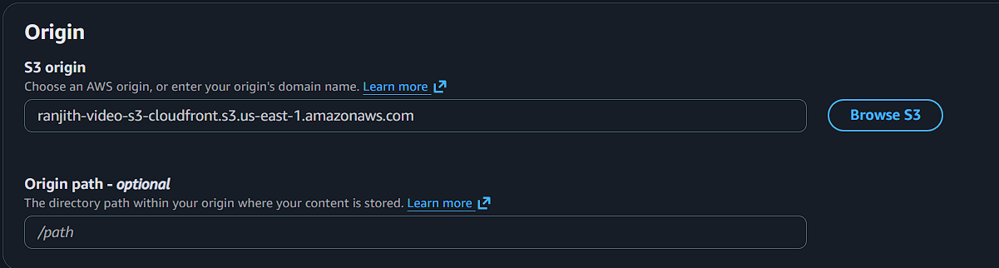 Origin
S3 origin
Choose an AWS origin, or enter your origin's domain name. Learn more
ranjith-video-s3-cloudfront.s3.us-east-1.amazonaws.com
Browse S3
Origin path - optional
The directory path within your origin where your content is stored. Learn more
/path